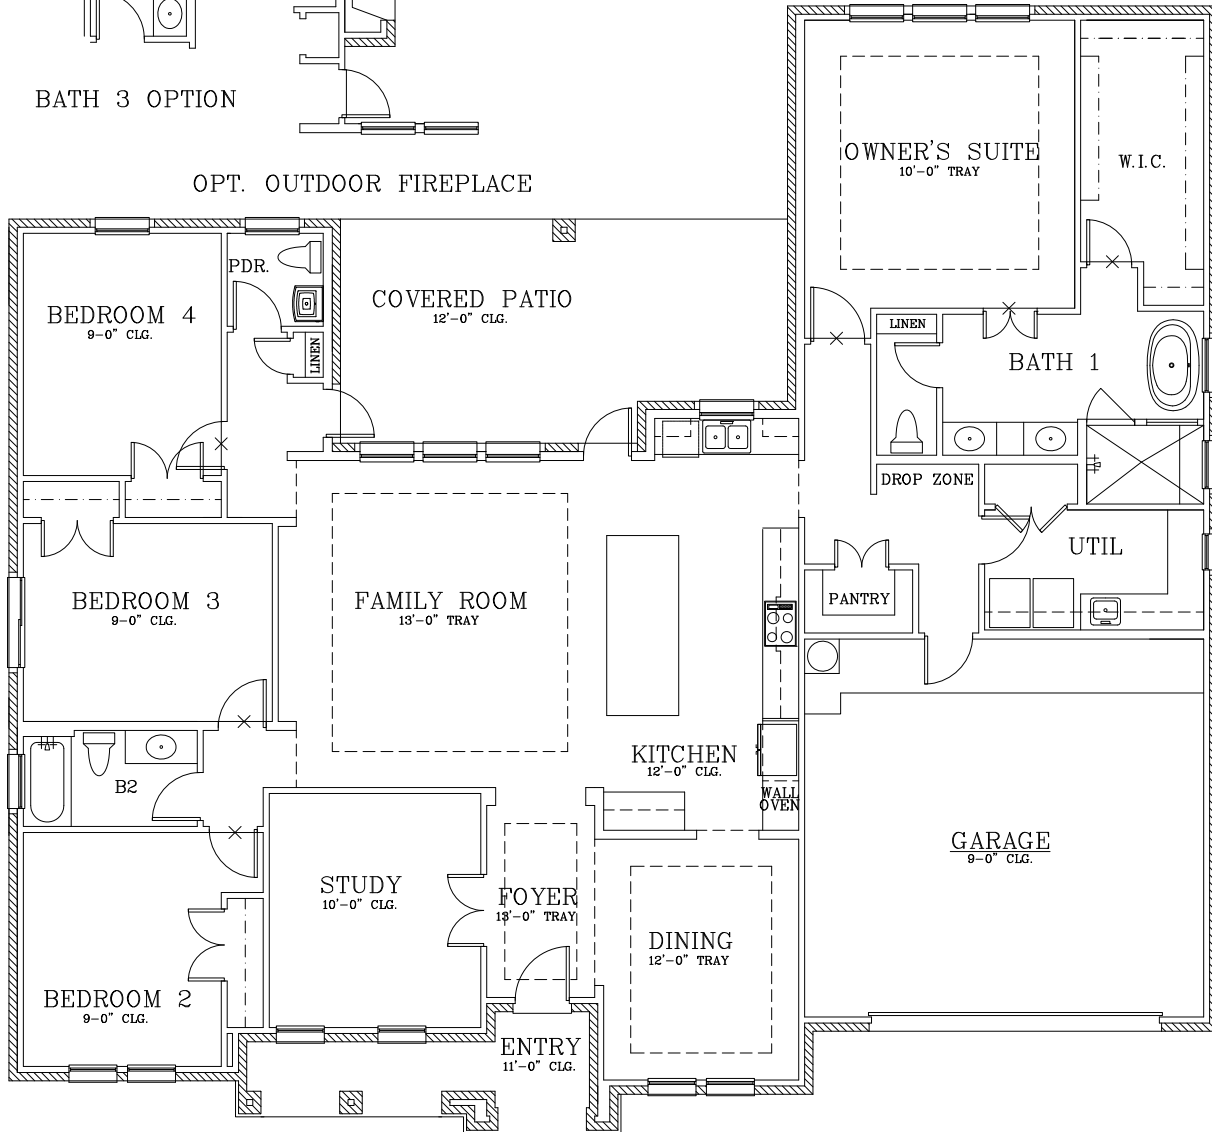 BATH 3 OPTION
OPT. OUTDOOR FIREPLACE
OWNER'S SUITE
10'-0" TRAY
W.I.C.
PDR.
BEDROOM 4
9-0" CLG.
LINEN
COVERED PATIO
12'-0" CLG.
LINEN
BATH 1
DROP ZONE
UTIL
BEDROOM 3
9-0" CLG.
FAMILY ROOM
13'-0" TRAY
PANTRY
KITCHEN
12'-0" CLG.
WALL
OVEN
B2
GARAGE
9-0" CLG.
STUDY
10'-0" CLG.
FOYER
13'-0" TRAY
DINING
12'-0" TRAY
BEDROOM 2
9-0" CLG.
ENTRY
11'-0" CLG.